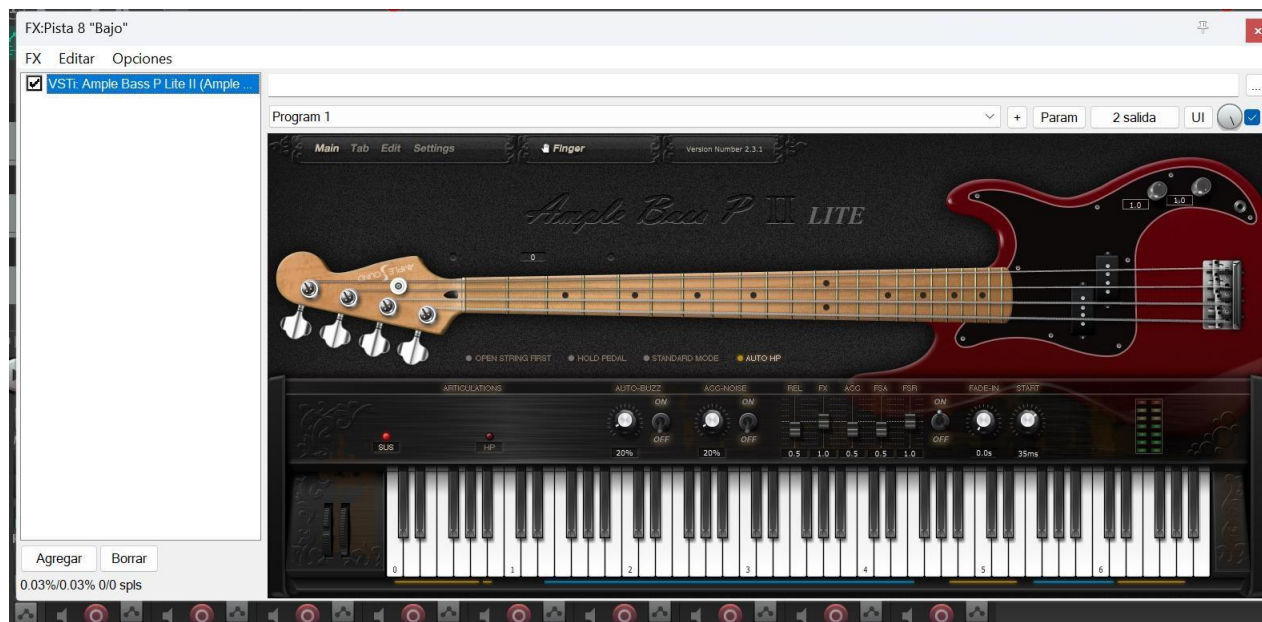 FX:Pista 8 "Bajo"
FX Editar Opciones
VSTi: Ample Bass P Lite II (Ample ...
...
Program 1 + Param 2 salida UI
Main Tab Edit Settings Finger Version Number 2.3.1
Ample Bass P II LITE
1.0 1.0
0
AMPLE SOUND
OPEN STRING FIRST HOLD PEDAL STANDARD MODE AUTO HP
ARTICULATIONS AUTO-BUZZ ACC-NOISE REL FX ACC FSA FSR FADE-IN START
ON ON ON
SUS HP OFF OFF OFF
20% 20% 0.5 1.0 0.5 0.5 1.0 0.0s 35ms
0 1 2 3 4 5 6
Agregar Borrar
0.03%/0.03% 0/0 spls